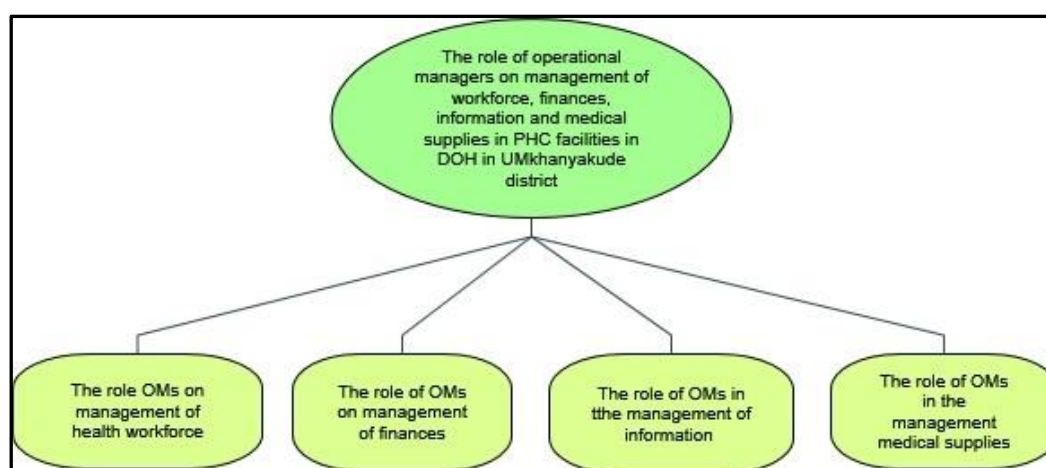 The role of operational
managers on management of
workforce, finances,
information and medical
supplies in PHC facilities in
DOH in UMkhanyakude
district
The role OMs on
management of
health workforce
The role of OMs
on management
of finances
The role of OMs in
tthe management of
information
The role of OMs
in the
management
medical supplies